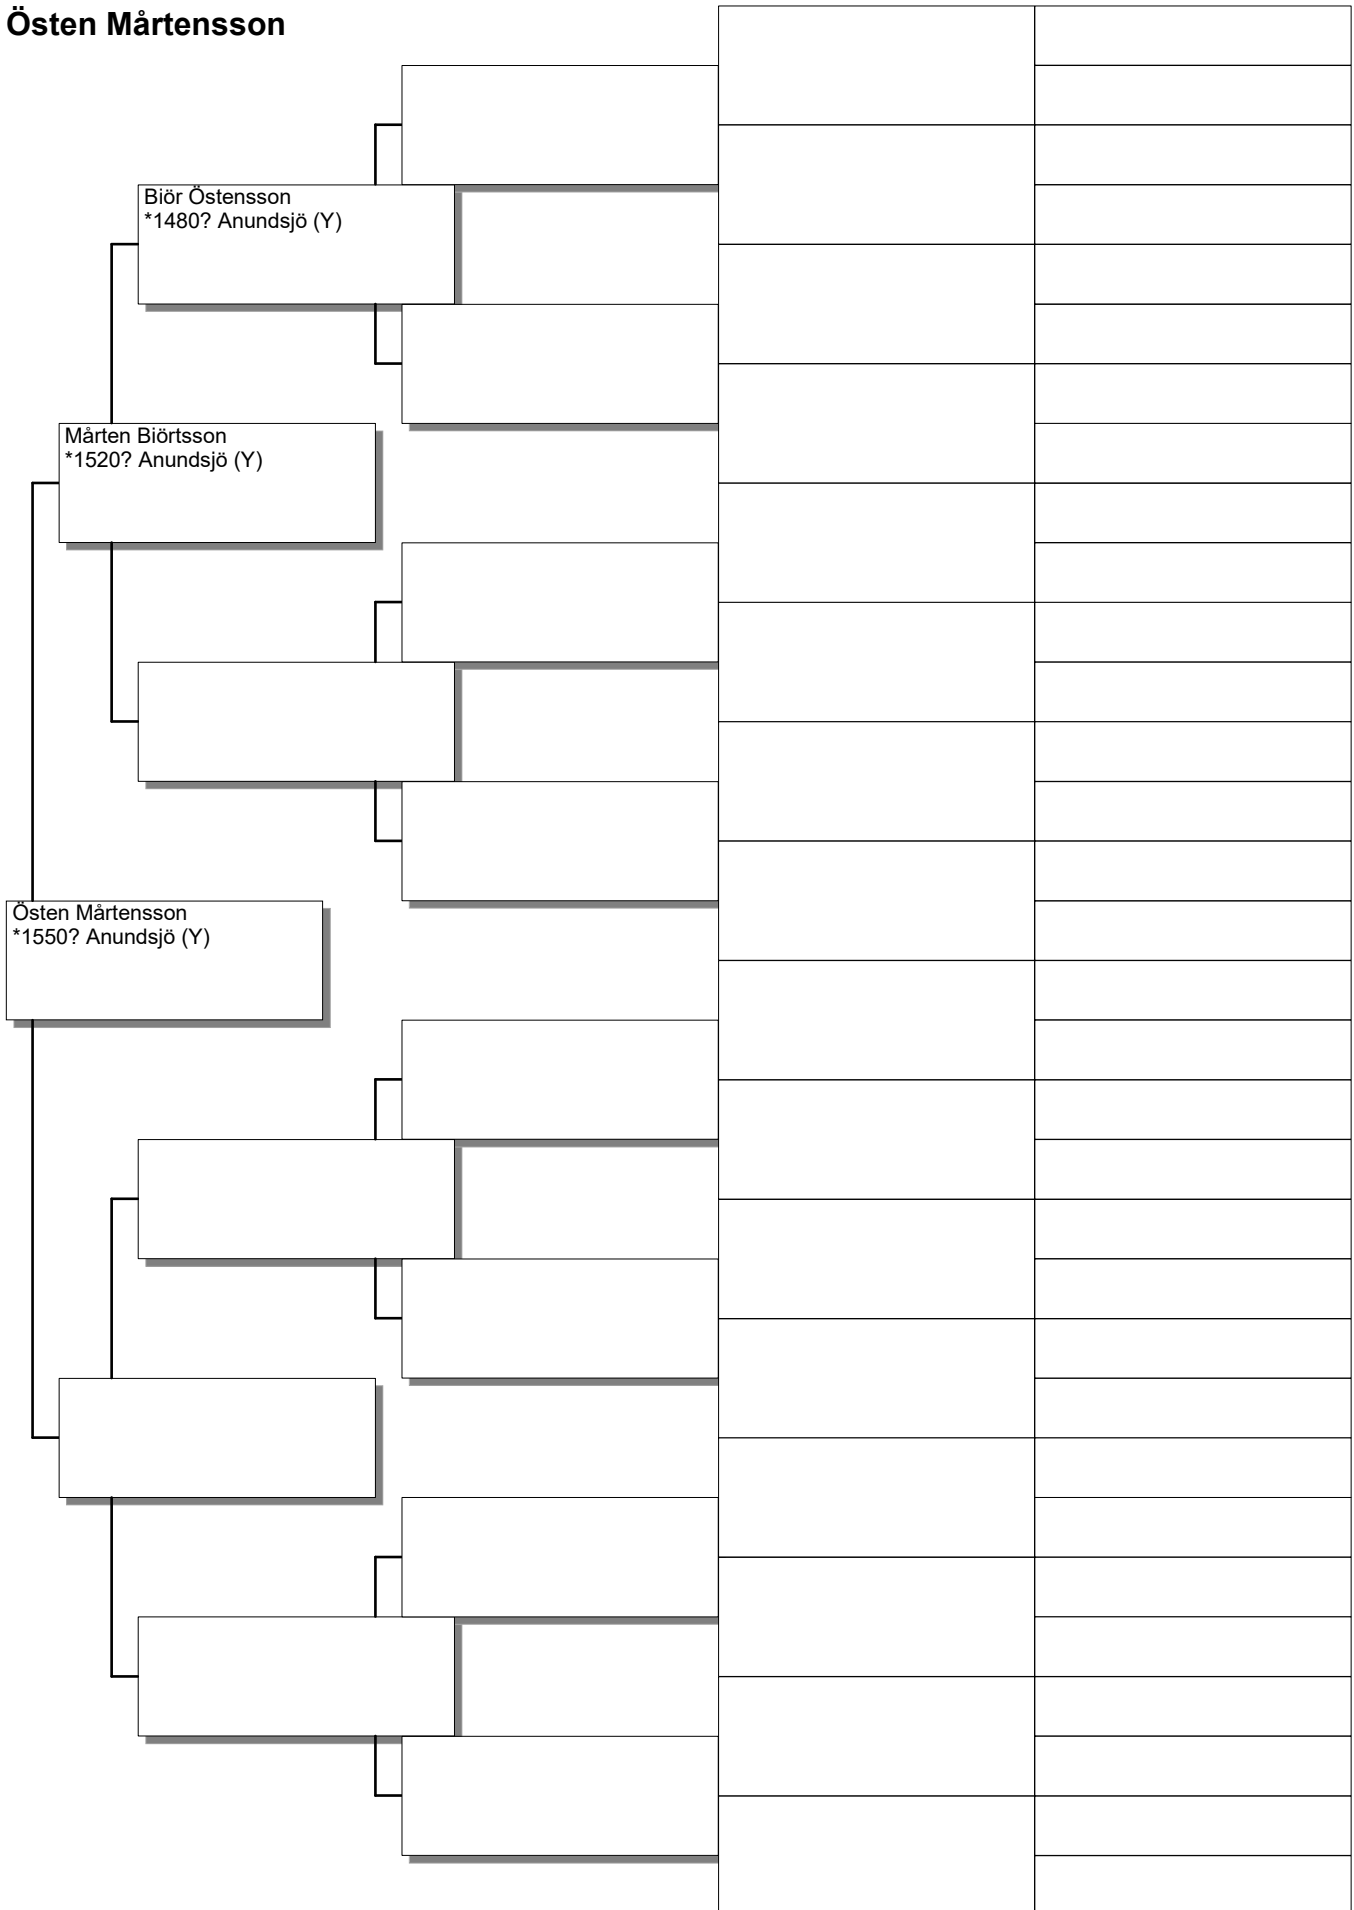 Östen Mårtensson
Biör Östensson
*1480? Anundsjö (Y)
Mårten Biörtsson
*1520? Anundsjö (Y)
Östen Mårtensson
*1550? Anundsjö (Y)